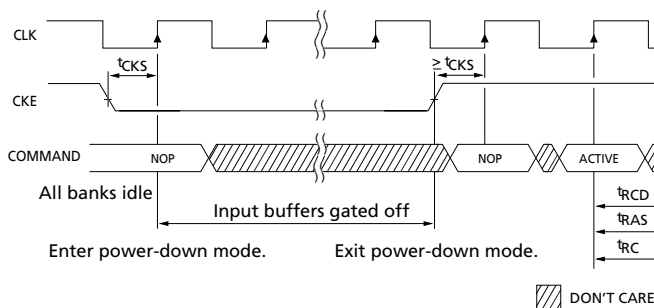 CLK
tCKS
≥ tCKS
CKE
COMMAND
NOP
NOP
ACTIVE
All banks idle
Input buffers gated off
tRCD
tRAS
tRC
Enter power-down mode.
Exit power-down mode.
DON'T CARE